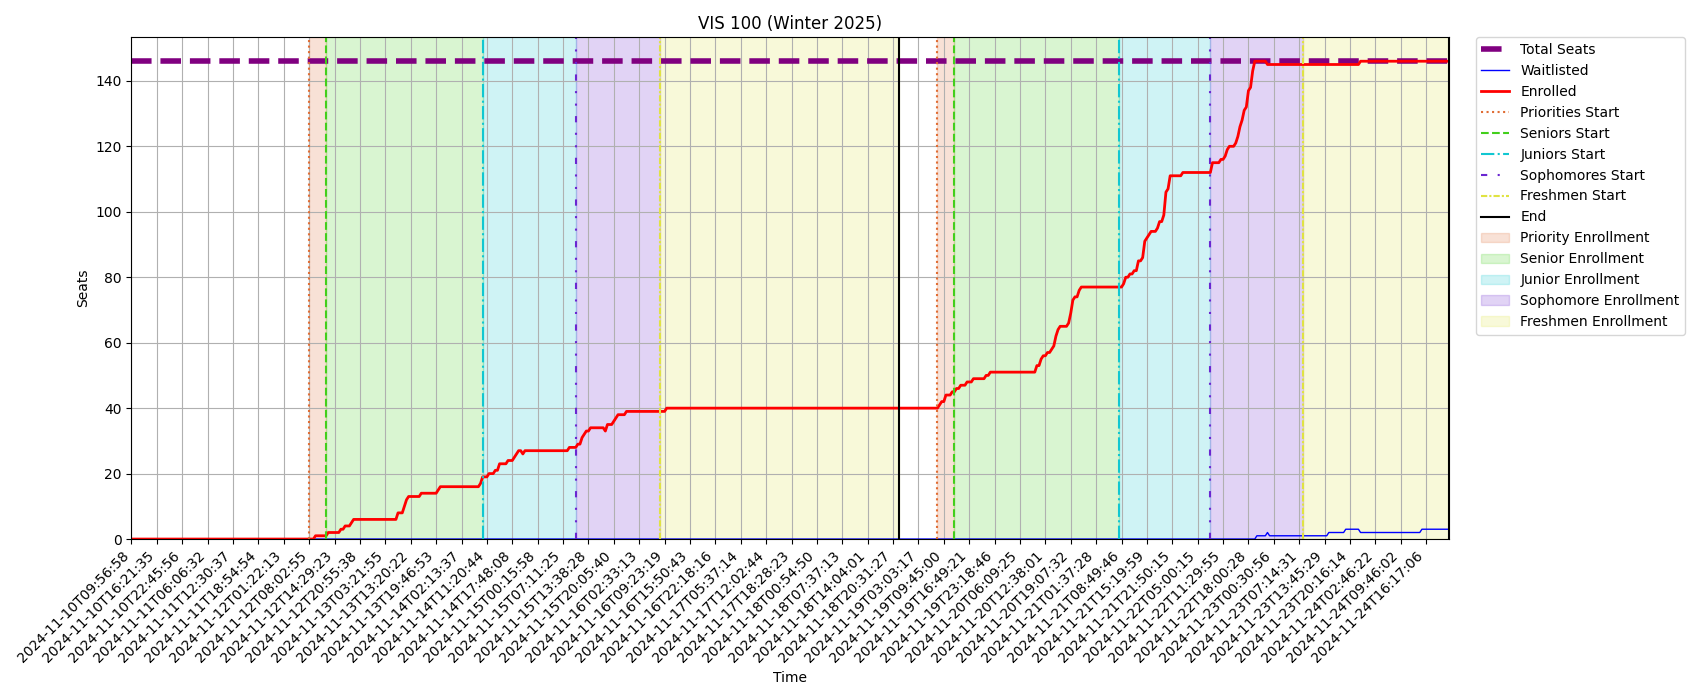 VIS 100 (Winter 2025)
Total Seats
Waitlisted
Enrolled
Priorities Start
Seniors Start
Juniors Start
Sophomores Start
Freshmen Start
End
Priority Enrollment
Senior Enrollment
Junior Enrollment
Sophomore Enrollment
Freshmen Enrollment
Seats
140
120
100
80
60
40
20
0
2024-11-10T09:56:58
2024-11-10T16:21:35
2024-11-10T22:45:56
2024-11-11T06:06:32
2024-11-11T12:30:37
2024-11-11T18:54:54
2024-11-12T01:22:13
2024-11-12T08:02:55
2024-11-12T14:29:23
2024-11-12T20:55:38
2024-11-13T03:21:55
2024-11-13T13:20:22
2024-11-13T19:46:53
2024-11-14T02:13:37
2024-11-14T11:20:44
2024-11-14T17:48:08
2024-11-15T00:15:58
2024-11-15T07:11:25
2024-11-15T13:38:28
2024-11-15T20:05:40
2024-11-16T02:33:13
2024-11-16T09:23:19
2024-11-16T15:50:43
2024-11-16T22:18:16
2024-11-17T05:37:14
2024-11-17T12:02:44
2024-11-17T18:28:23
2024-11-18T00:54:50
2024-11-18T07:37:13
2024-11-18T14:04:01
2024-11-18T20:31:27
2024-11-19T03:03:17
2024-11-19T09:45:00
2024-11-19T16:49:21
2024-11-19T23:18:46
2024-11-20T06:09:25
2024-11-20T12:38:01
2024-11-20T19:07:32
2024-11-21T01:37:28
2024-11-21T08:49:46
2024-11-21T15:19:59
2024-11-21T21:50:15
2024-11-22T05:00:15
2024-11-22T11:29:55
2024-11-22T18:00:28
2024-11-23T00:30:56
2024-11-23T07:14:31
2024-11-23T13:45:29
2024-11-23T20:16:14
2024-11-24T02:46:22
2024-11-24T09:46:02
2024-11-24T16:17:06
Time